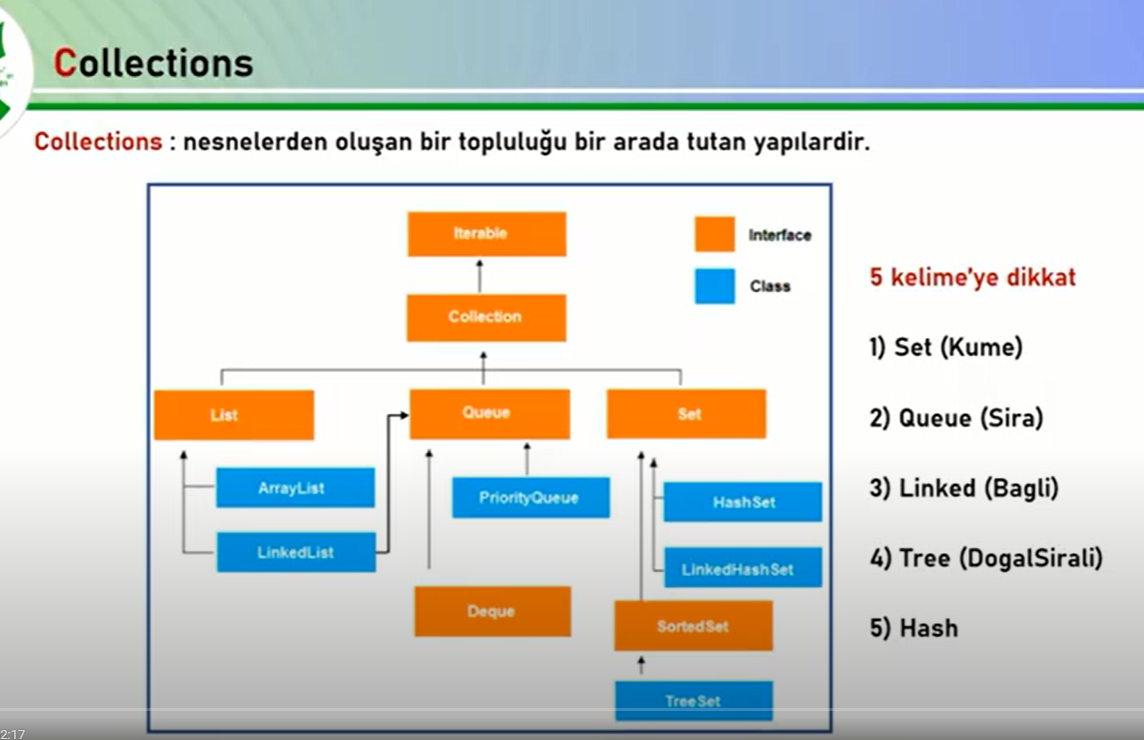 Collections
Collections : nesnelerden oluşan bir topluluğu bir arada tutan yapılardir.
Iterable
Interface
Class
Collection
List
Queue
Set
ArrayList
PriorityQueue
HashSet
LinkedList
LinkedHashSet
Deque
SortedSet
TreeSet
5 kelime'ye dikkat
1) Set (Kume)
2) Queue (Sira)
3) Linked (Bagli)
4) Tree (DogalSirali)
5) Hash
2:17